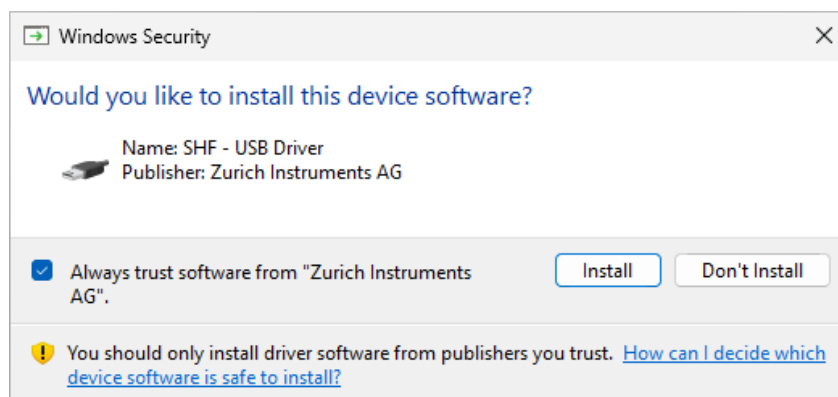 Windows Security
Would you like to install this device software?
Name: SHF - USB Driver
Publisher: Zurich Instruments AG
Always trust software from "Zurich Instruments
AG".
Install
Don't Install
You should only install driver software from publishers you trust. How can I decide which
device software is safe to install?